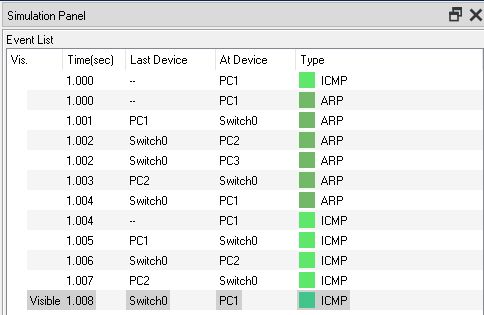 Simulation Panel
Event List
Vis. Time(sec) Last Device At Device Type
1.000 -- PC1 ICMP
1.000 -- PC1 ARP
1.001 PC1 Switch0 ARP
1.002 Switch0 PC2 ARP
1.002 Switch0 PC3 ARP
1.003 PC2 Switch0 ARP
1.004 Switch0 PC1 ARP
1.004 -- PC1 ICMP
1.005 PC1 Switch0 ICMP
1.006 Switch0 PC2 ICMP
1.007 PC2 Switch0 ICMP
Visible 1.008 Switch0 PC1 ICMP